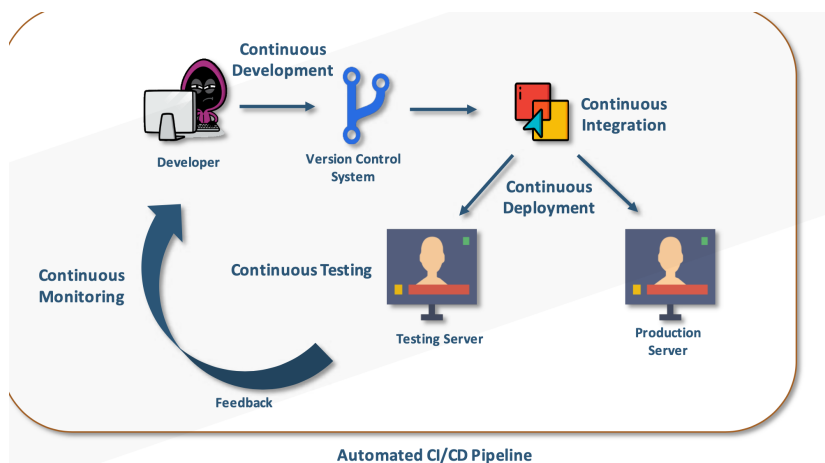 Continuous
Development
Developer
Version Control
System
Continuous
Integration
Continuous
Deployment
Continuous Testing
Continuous
Monitoring
Testing Server
Production
Server
Feedback
Automated CI/CD Pipeline